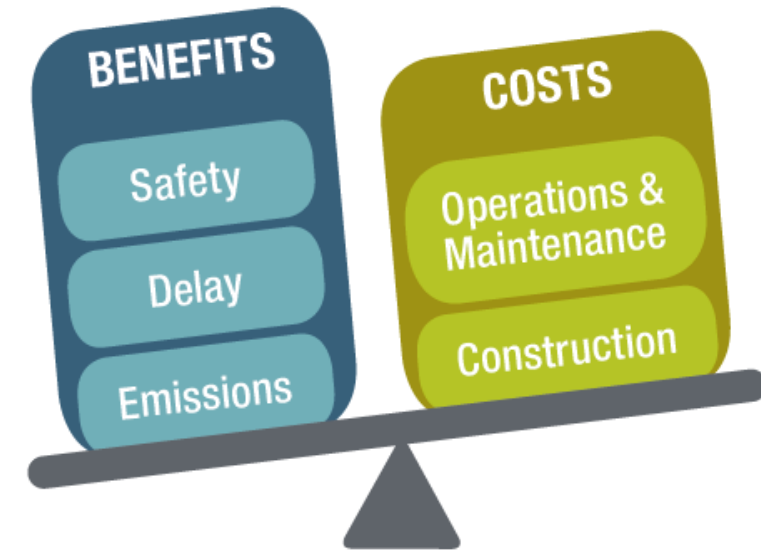 BENEFITS
Safety
Delay
Emissions
COSTS
Operations &
Maintenance
Construction